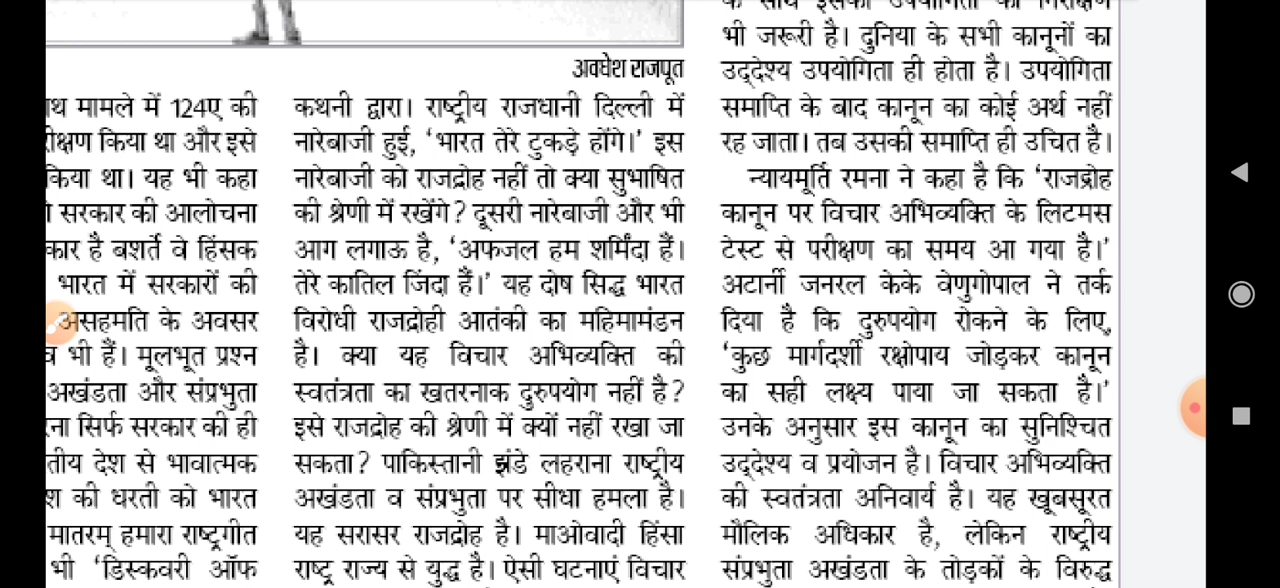 अवधेश राजपूत
मामले में 124ए की
किया था और इसे
किया था। यह भी कहा
सरकार की आलोचना
है बशर्ते वे हिंसक
भारत में सरकारों की
असहमति के अवसर
भी हैं। मूलभूत प्रश्न
अखंडता और संप्रभुता
सिर्फ सरकार की ही
देश से भावात्मक
की धरती को भारत
मातरम् हमारा राष्ट्रगीत
भी ‘डिस्कवरी ऑफ
कथनी द्वारा। राष्ट्रीय राजधानी दिल्ली में
नारेबाजी हुई, ‘भारत तेरे टुकड़े होंगे।’ इस
नारेबाजी को राजद्रोह नहीं तो क्या सुभाषित
की श्रेणी में रखेंगे? दूसरी नारेबाजी और भी
आग लगाऊ है, ‘अफजल हम शर्मिंदा हैं।
तेरे कातिल जिंदा हैं।’ यह दोष सिद्ध भारत
विरोधी राजद्रोही आतंकी का महिमामंडन
है। क्या यह विचार अभिव्यक्ति की
स्वतंत्रता का खतरनाक दुरुपयोग नहीं है?
इसे राजद्रोह की श्रेणी में क्यों नहीं रखा जा
सकता? पाकिस्तानी झंडे लहराना राष्ट्रीय
अखंडता व संप्रभुता पर सीधा हमला है।
यह सरासर राजद्रोह है। माओवादी हिंसा
राष्ट्र राज्य से युद्ध है। ऐसी घटनाएं विचार
के साथ इसकी उपयोगिता का निरीक्षण
भी जरूरी है। दुनिया के सभी कानूनों का
उद्देश्य उपयोगिता ही होता है। उपयोगिता
समाप्ति के बाद कानून का कोई अर्थ नहीं
रह जाता। तब उसकी समाप्ति ही उचित है।
न्यायमूर्ति रमना ने कहा है कि ‘राजद्रोह
कानून पर विचार अभिव्यक्ति के लिटमस
टेस्ट से परीक्षण का समय आ गया है।’
अटार्नी जनरल केके वेणुगोपाल ने तर्क
दिया है कि दुरुपयोग रोकने के लिए,
‘कुछ मार्गदर्शी रक्षोपाय जोड़कर कानून
का सही लक्ष्य पाया जा सकता है।’
उनके अनुसार इस कानून का सुनिश्चित
उद्देश्य व प्रयोजन है। विचार अभिव्यक्ति
की स्वतंत्रता अनिवार्य है। यह खूबसूरत
मौलिक अधिकार है, लेकिन राष्ट्रीय
संप्रभुता अखंडता के तोड़कों के विरुद्ध